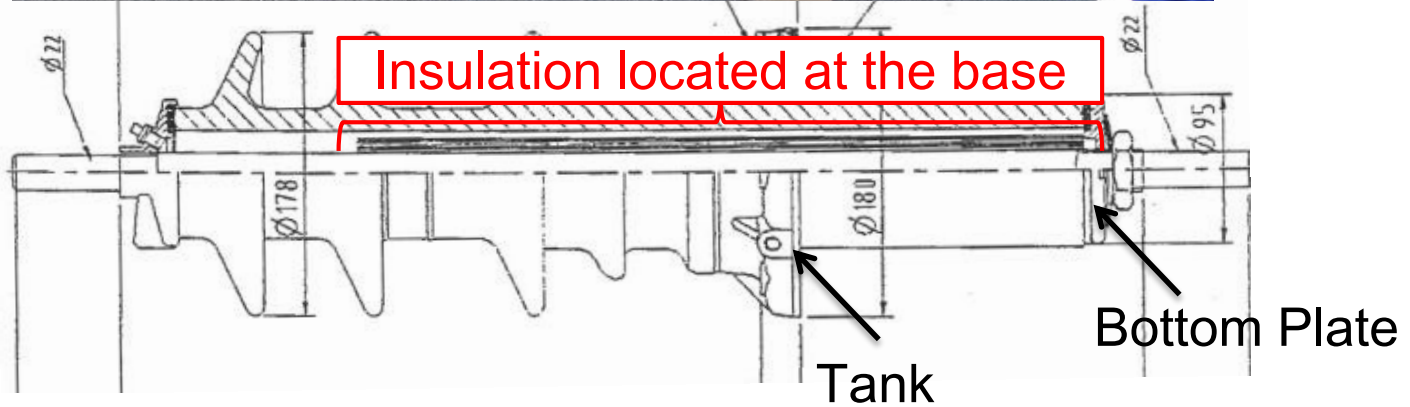 Ø22
Insulation located at the base
Ø22
Ø95
Ø178
Ø180
Bottom Plate
Tank